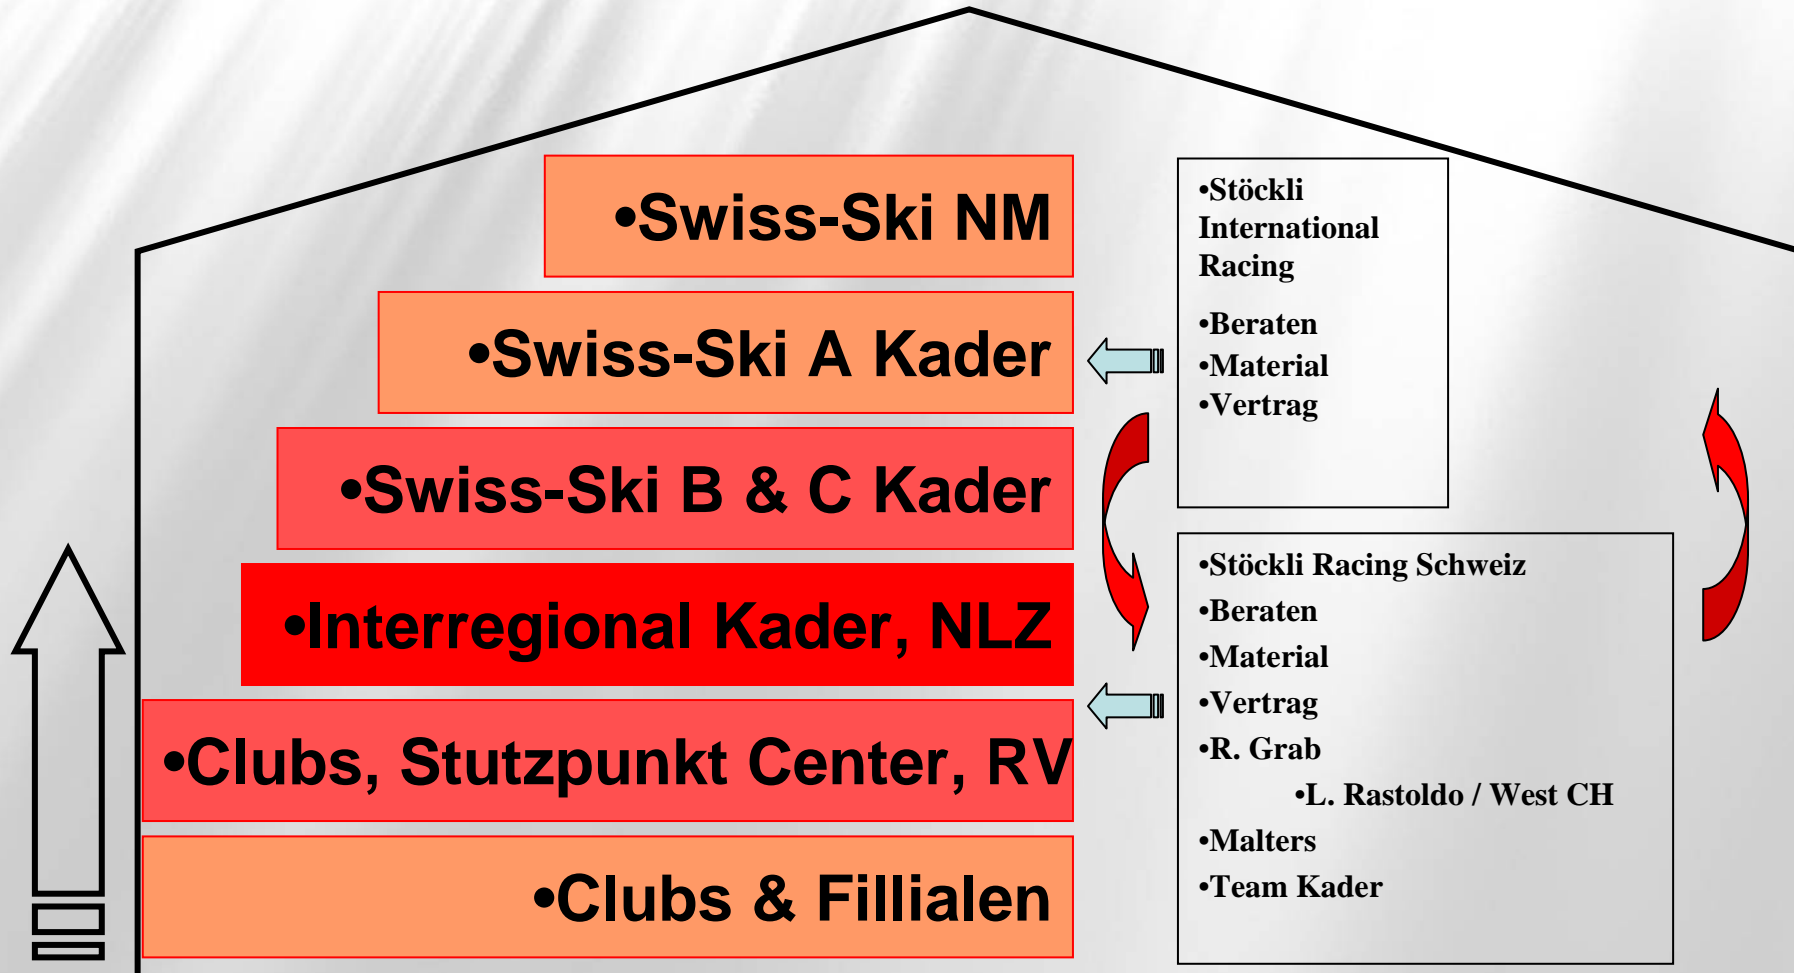 •Swiss-Ski NM
•Swiss-Ski A Kader
•Swiss-Ski B & C Kader
•Interregional Kader, NLZ
•Clubs, Stutzpunkt Center, RV
•Clubs & Fillialen
•Stöckli
International
Racing
•Beraten
•Material
•Vertrag
•Stöckli Racing Schweiz
•Beraten
•Material
•Vertrag
•R. Grab
•L. Rastoldo / West CH
•Malters
•Team Kader